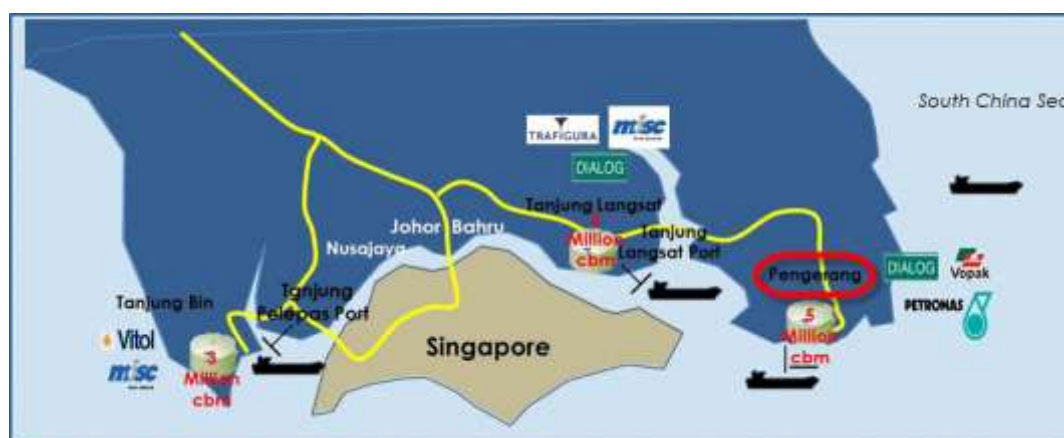 South China Sea
TRAFIGURA
misc
DIALOG
Tanjung Langsat
Million
cbm
Johor Bahru
Nusajaya
Tanjung
Langsat Port
Pengerang
DIALOG
Vopak
PETRONAS
5
Million
cbm
Tanjung Bin
Tanjung
Pelepas Port
Vitol
misc
3
Million
cbm
Singapore